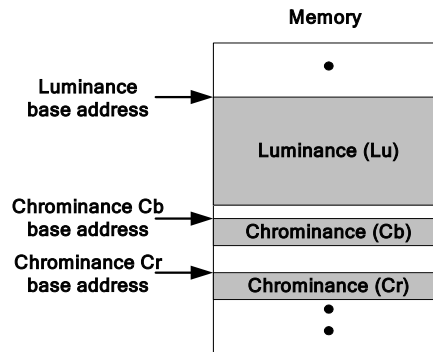 Memory
Luminance
base address
Luminance (Lu)
Chrominance Cb
base address
Chrominance (Cb)
Chrominance Cr
base address
Chrominance (Cr)